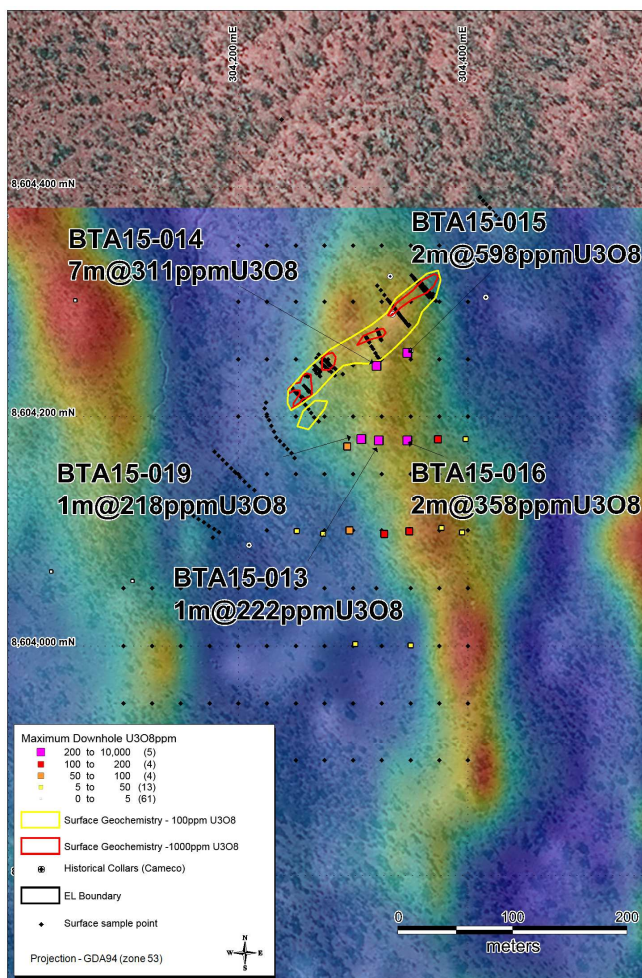 304,200 mE
304,400 mE
8,604,400 mN
BTA15-014
7m@311ppmU3O8
BTA15-015
2m@598ppmU3O8
8,604,200 mN
BTA15-019
1m@218ppmU3O8
BTA15-016
2m@358ppmU3O8
BTA15-013
1m@222ppmU3O8
8,604,000 mN
Maximum Downhole U3O8ppm
200 to 10,000 (5)
100 to 200 (4)
50 to 100 (4)
5 to 50 (13)
0 to 5 (61)
Surface Geochemistry - 100ppm U3O8
Surface Geochemistry -1000ppm U3O8
Historical Collars (Cameco)
EL Boundary
Surface sample point
Projection - GDA94 (zone 53)
N
W E
S
0 100 200
meters